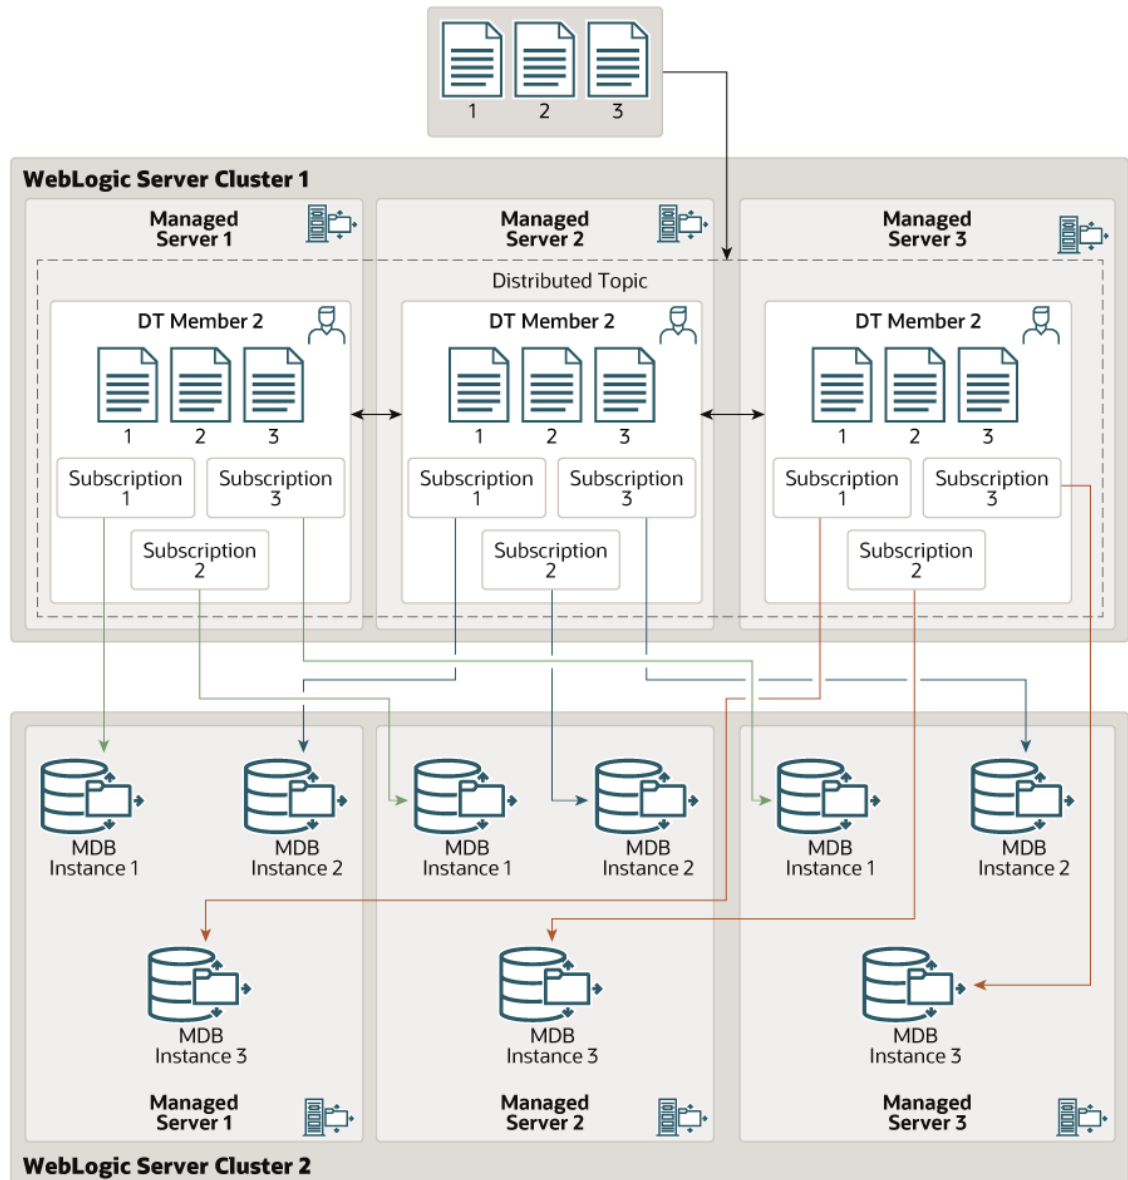 1
2
3
WebLogic Server Cluster 1
Managed
Server 1
Managed
Server 2
Managed
Server 3
Distributed Topic
DT Member 2
1
2
3
Subscription
1
Subscription
3
Subscription
2
DT Member 2
1
2
3
Subscription
1
Subscription
3
Subscription
2
DT Member 2
1
2
3
Subscription
1
Subscription
3
Subscription
2
MDB
Instance 1
MDB
Instance 2
MDB
Instance 3
Managed
Server 1
MDB
Instance 1
MDB
Instance 2
MDB
Instance 3
Managed
Server 2
MDB
Instance 1
MDB
Instance 2
MDB
Instance 3
Managed
Server 3
WebLogic Server Cluster 2